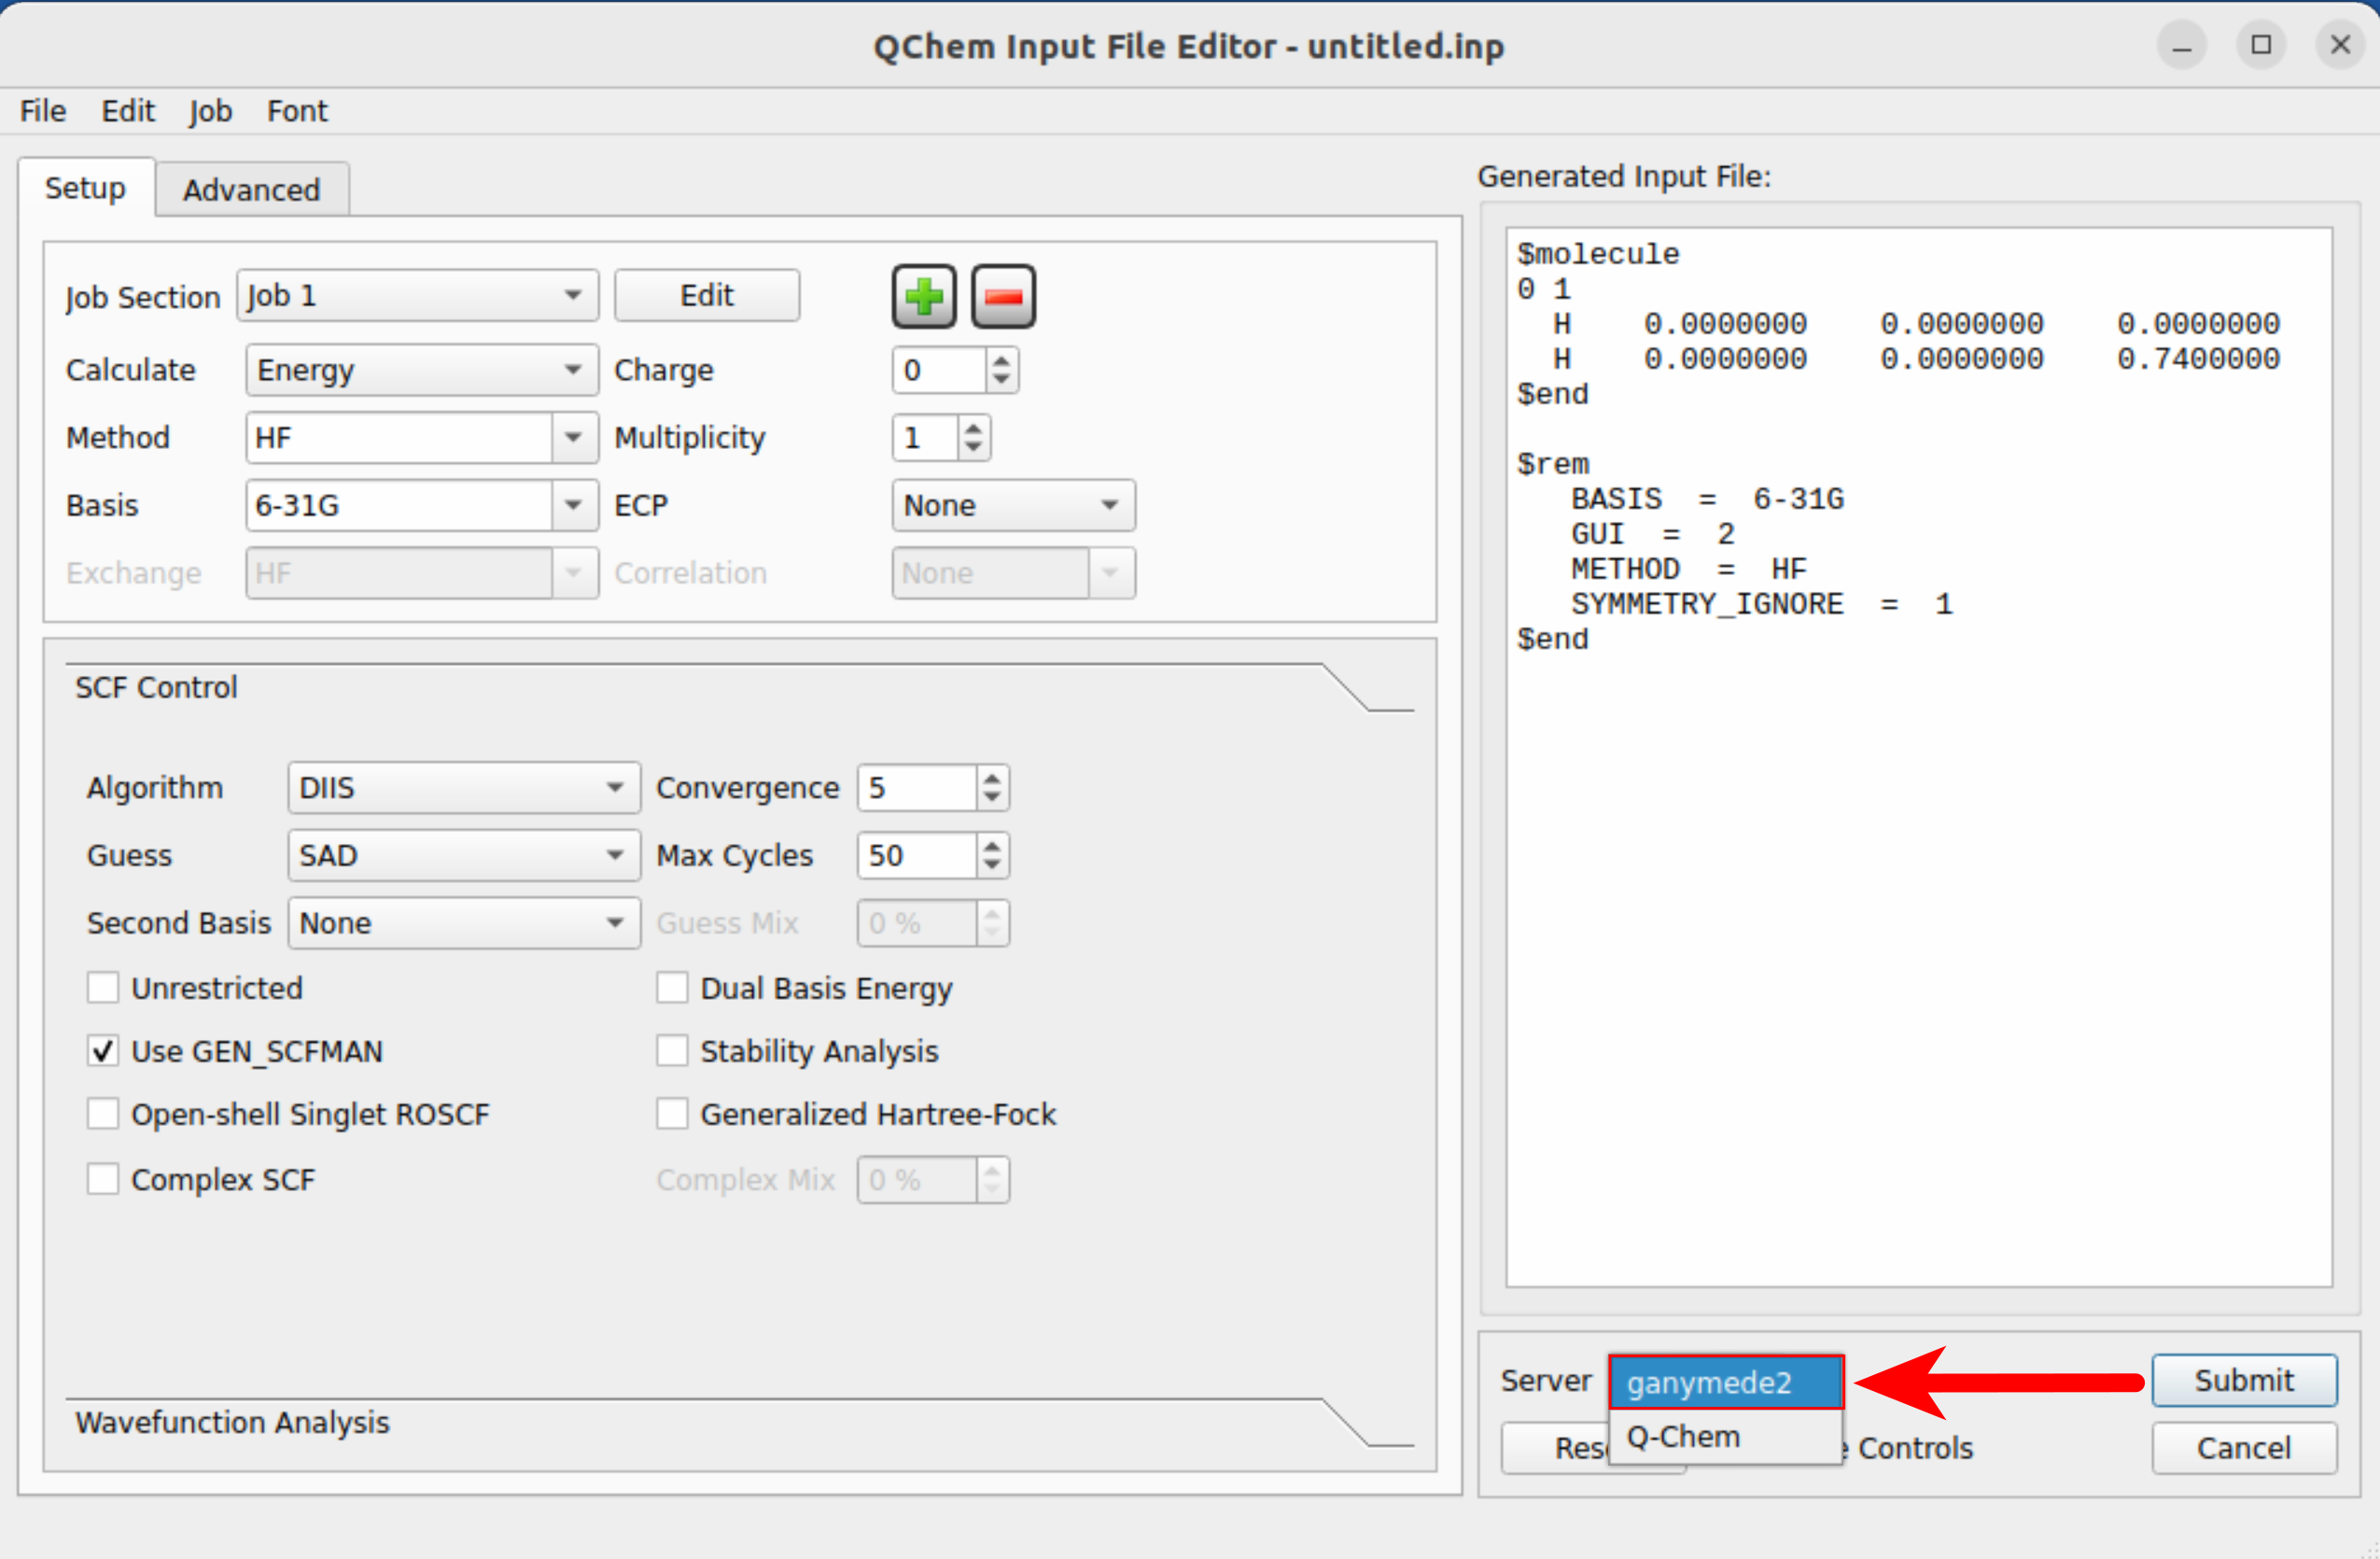 QChem Input File Editor - untitled.inp
File Edit Job Font
Setup Advanced
Job Section Job 1 Edit
Calculate Energy Charge 0
Method HF Multiplicity 1
Basis 6-31G ECP None
Exchange HF Correlation None
SCF Control
Algorithm DIIS Convergence 5
Guess SAD Max Cycles 50
Second Basis None Guess Mix 0 %
Unrestricted Dual Basis Energy
Use GEN_SCFMAN Stability Analysis
Open-shell Singlet ROSCF Generalized Hartree-Fock
Complex SCF Complex Mix 0 %
Wavefunction Analysis
Generated Input File:
$molecule
0 1
H 0.0000000 0.0000000 0.0000000
H 0.0000000 0.0000000 0.7400000
$end
$rem
BASIS = 6-31G
GUI = 2
METHOD = HF
SYMMETRY_IGNORE = 1
$end
Server ganymede2 Submit
Q-Chem
Controls Cancel